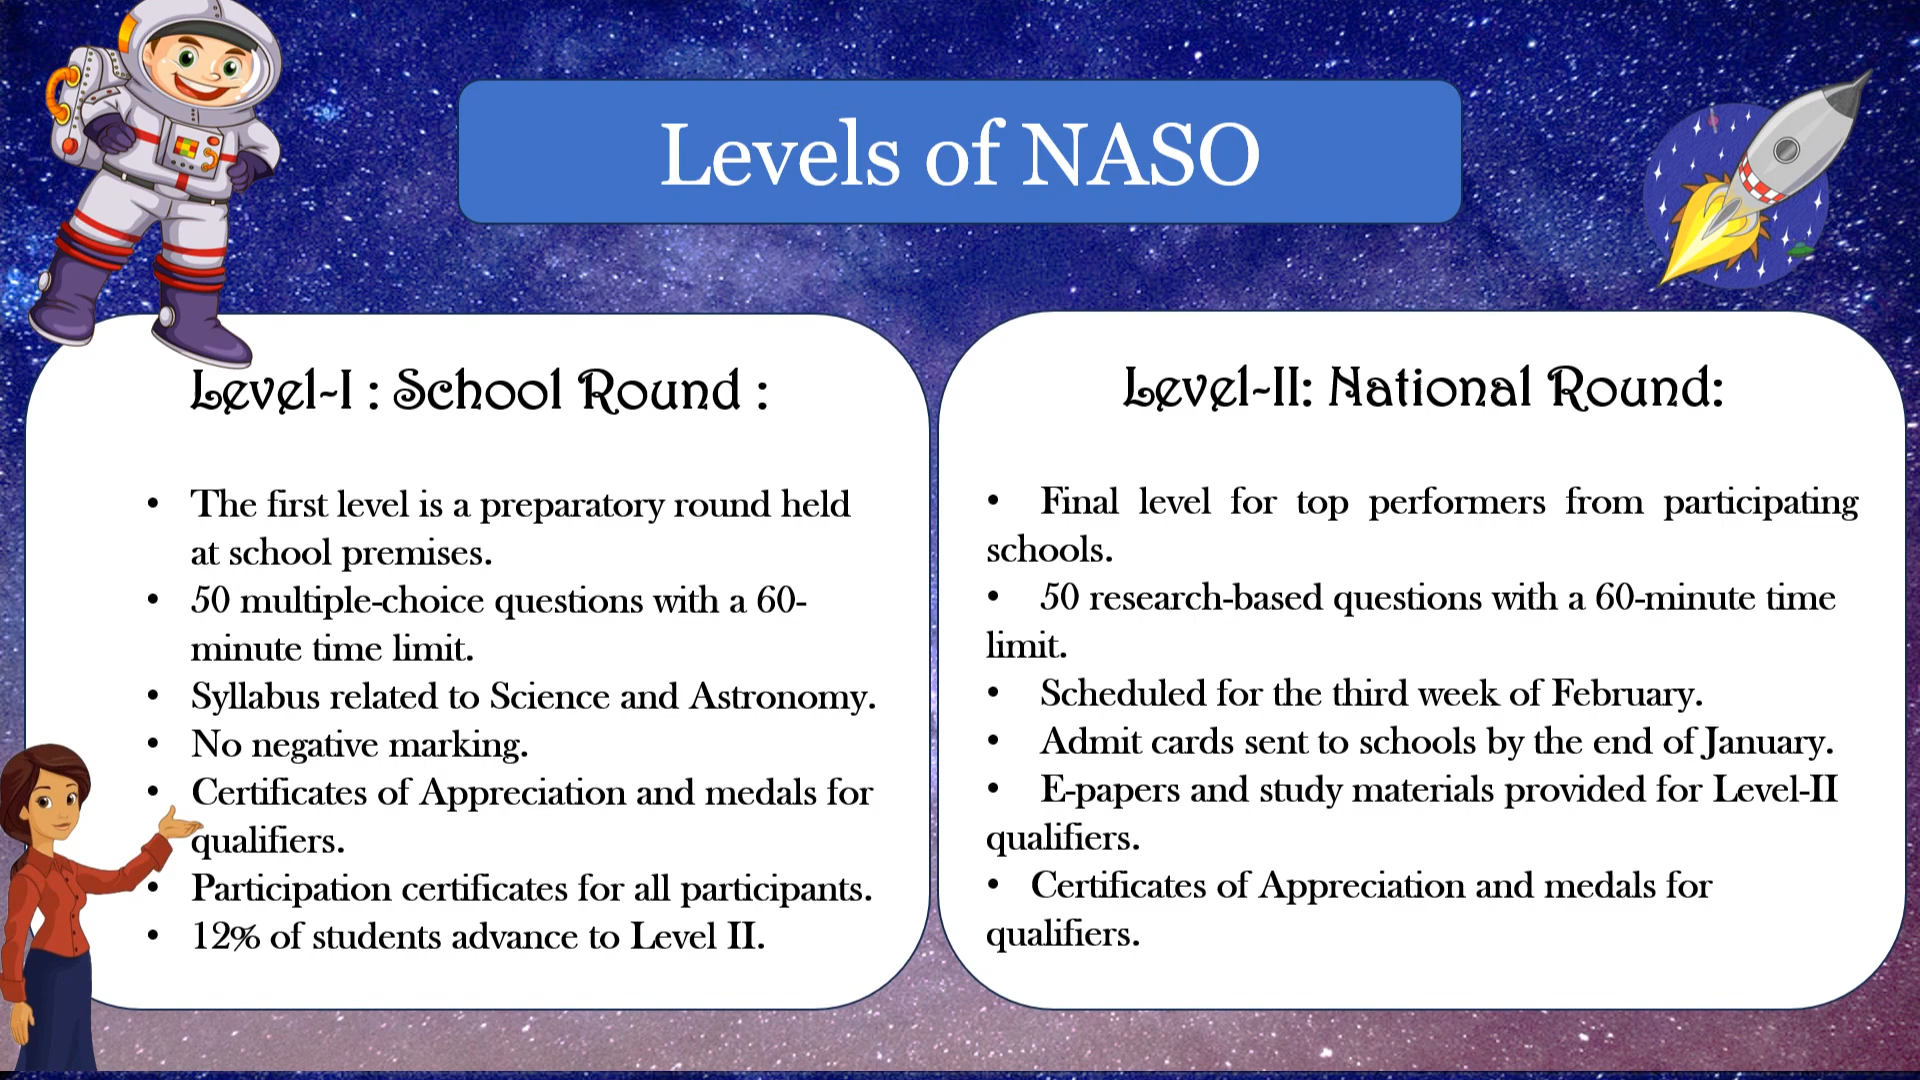 Levels of NASO
Level-I : School Round :
• The first level is a preparatory round held
at school premises.
• 50 multiple-choice questions with a 60-
minute time limit.
• Syllabus related to Science and Astronomy.
• No negative marking.
• Certificates of Appreciation and medals for
qualifiers.
• Participation certificates for all participants.
• 12% of students advance to Level II.
Level-II: National Round:
• Final level for top performers from participating
schools.
• 50 research-based questions with a 60-minute time
limit.
• Scheduled for the third week of February.
• Admit cards sent to schools by the end of January.
• E-papers and study materials provided for Level-II
qualifiers.
• Certificates of Appreciation and medals for
qualifiers.